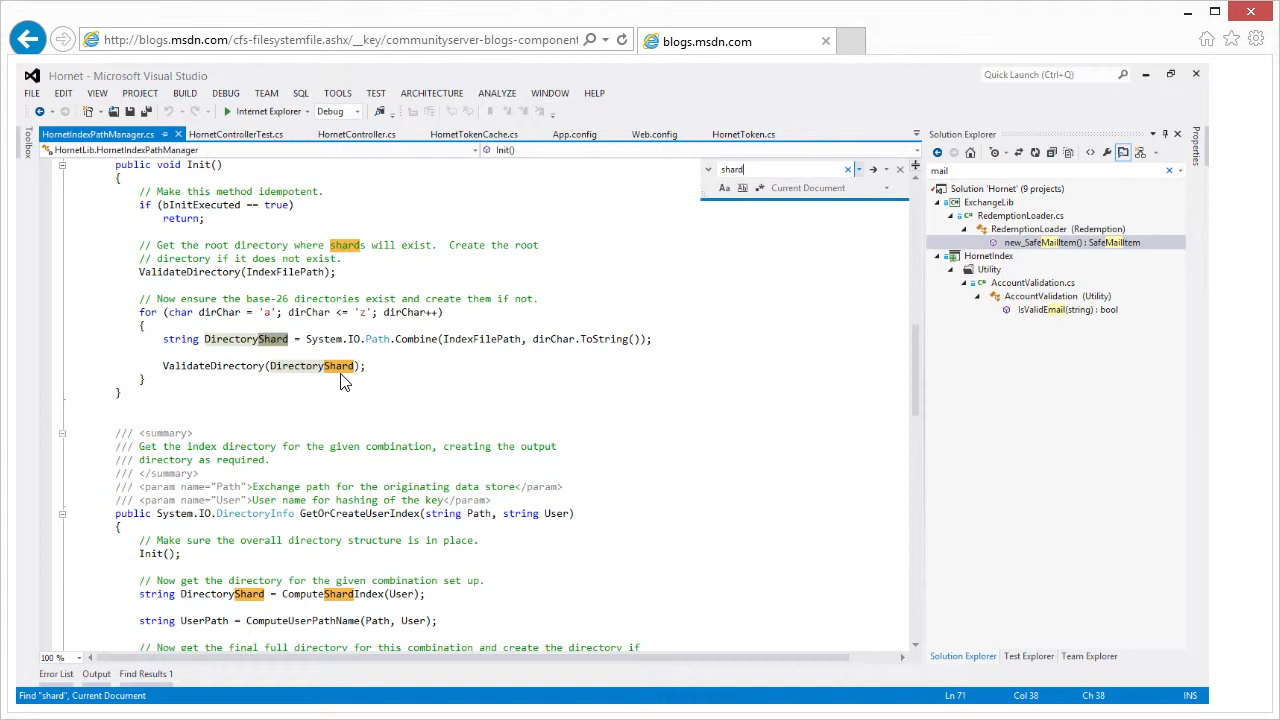 http://blogs.msdn.com/cfs-filesystemfile.ashx/__key/communityserver-blogs-component
blogs.msdn.com
Hornet - Microsoft Visual Studio
Quick Launch (Ctrl+Q)
FILE EDIT VIEW PROJECT BUILD DEBUG TEAM SQL TOOLS TEST ARCHITECTURE ANALYZE WINDOW HELP
Internet Explorer Debug
HornetIndexPathManager.cs HornetControllerTest.cs HornetController.cs HornetTokenCache.cs App.config Web.config HornetToken.cs
HornetLib.HornetIndexPathManager Init()
Toolbox
public void Init()
{
// Make this method idempotent.
if (bInitExecuted == true)
return;
// Get the root directory where shards will exist. Create the root
// directory if it does not exist.
ValidateDirectory(IndexFilePath);
// Now ensure the base-26 directories exist and create them if not.
for (char dirChar = 'a'; dirChar <= 'z'; dirChar++)
{
string DirectoryShard = System.IO.Path.Combine(IndexFilePath, dirChar.ToString());
ValidateDirectory(DirectoryShard);
}
}
/// <summary>
/// Get the index directory for the given combination, creating the output
/// directory as required.
/// </summary>
/// <param name="Path">Exchange path for the originating data store</param>
/// <param name="User">User name for hashing of the key</param>
public System.IO.DirectoryInfo GetOrCreateUserIndex(string Path, string User)
{
// Make sure the overall directory structure is in place.
Init();
// Now get the directory for the given combination set up.
string DirectoryShard = ComputeShardIndex(User);
string UserPath = ComputeUserPathName(Path, User);
// Now get the final full directory for this combination and create the directory if
shard
Aa Current Document
Solution Explorer
mail
Solution 'Hornet' (9 projects)
ExchangeLib
RedemptionLoader.cs
RedemptionLoader (Redemption)
new_SafeMailItem() : SafeMailItem
HornetIndex
Utility
AccountValidation.cs
AccountValidation (Utility)
IsValidEmail(string) : bool
Properties
100 %
Solution Explorer Test Explorer Team Explorer
Error List Output Find Results 1
Find "shard", Current Document Ln 71 Col 38 Ch 38 INS